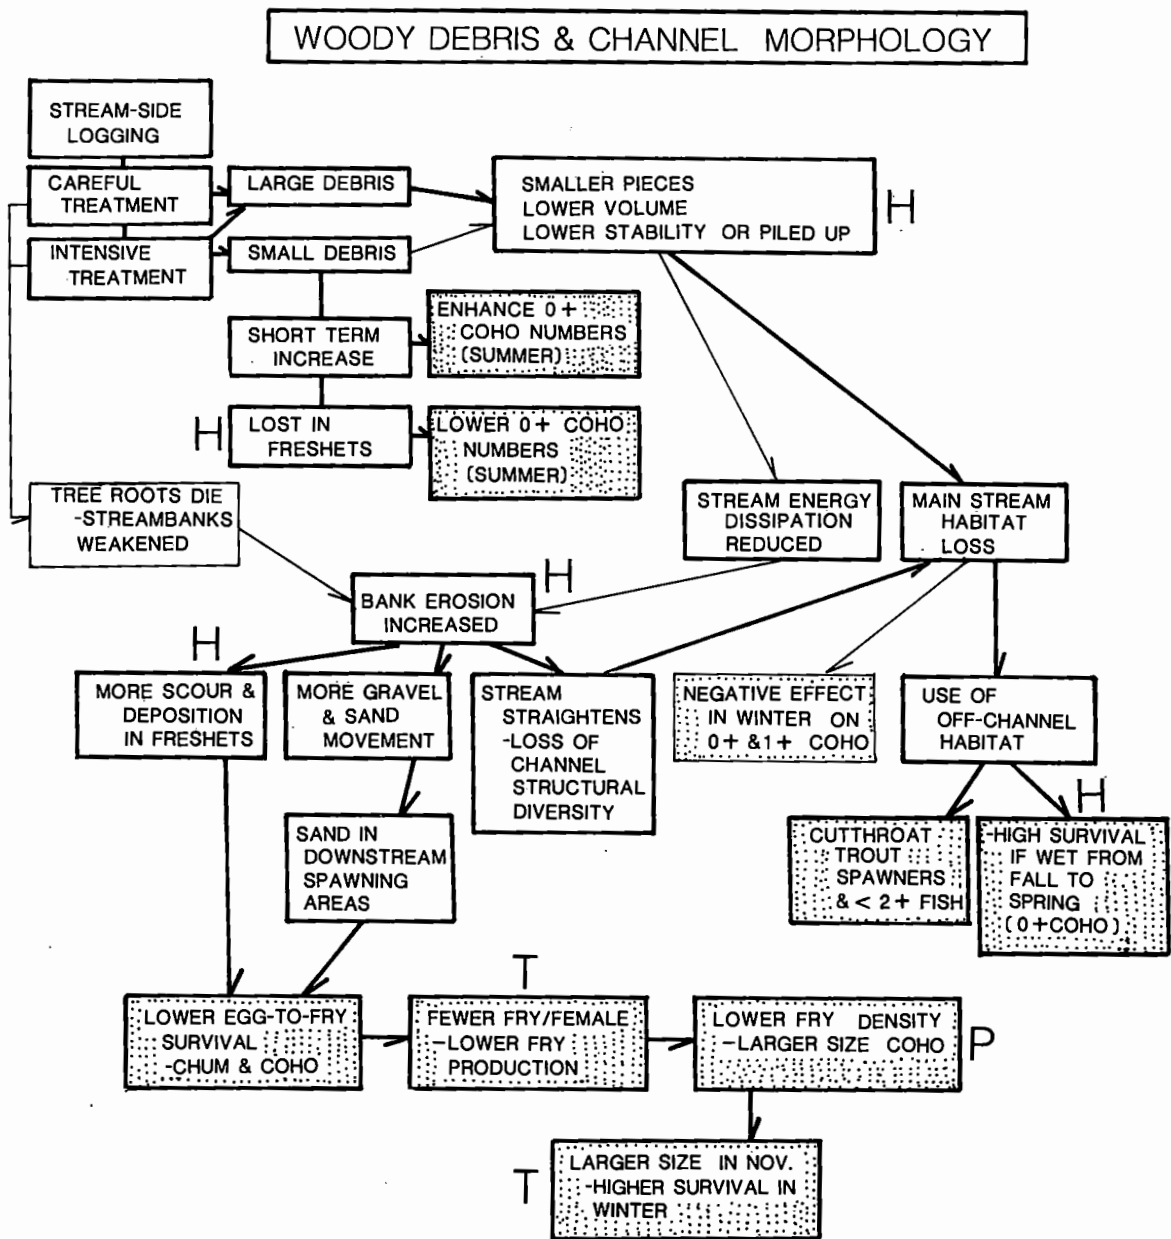 WOODY DEBRIS & CHANNEL MORPHOLOGY
STREAM-SIDE
LOGGING
CAREFUL
TREATMENT
INTENSIVE
TREATMENT
LARGE DEBRIS
SMALL DEBRIS
SMALLER PIECES
LOWER VOLUME
LOWER STABILITY OR PILED UP
H
SHORT TERM
INCREASE
ENHANCE 0+
COHO NUMBERS
(SUMMER)
H
LOST IN
FRESHETS
LOWER 0+ COHO
NUMBERS
(SUMMER)
TREE ROOTS DIE
-STREAMBANKS
WEAKENED
STREAM ENERGY
DISSIPATION
REDUCED
MAIN STREAM
HABITAT
LOSS
H
BANK EROSION
INCREASED
H
MORE SCOUR &
DEPOSITION
IN FRESHETS
MORE GRAVEL
& SAND
MOVEMENT
STREAM
STRAIGHTENS
-LOSS OF
CHANNEL
STRUCTURAL
DIVERSITY
NEGATIVE EFFECT
IN WINTER ON
0+ &1+ COHO
USE OF
OFF-CHANNEL
HABITAT
H
SAND IN
DOWNSTREAM
SPAWNING
AREAS
CUTTHROAT
TROUT
SPAWNERS
& < 2+ FISH
-HIGH SURVIVAL
IF WET FROM
FALL TO
SPRING
(0+COHO)
T
LOWER EGG-TO-FRY
SURVIVAL
-CHUM & COHO
FEWER FRY/FEMALE
-LOWER FRY
PRODUCTION
LOWER FRY DENSITY
-LARGER SIZE COHO
P
T
LARGER SIZE IN NOV.
-HIGHER SURVIVAL IN
WINTER